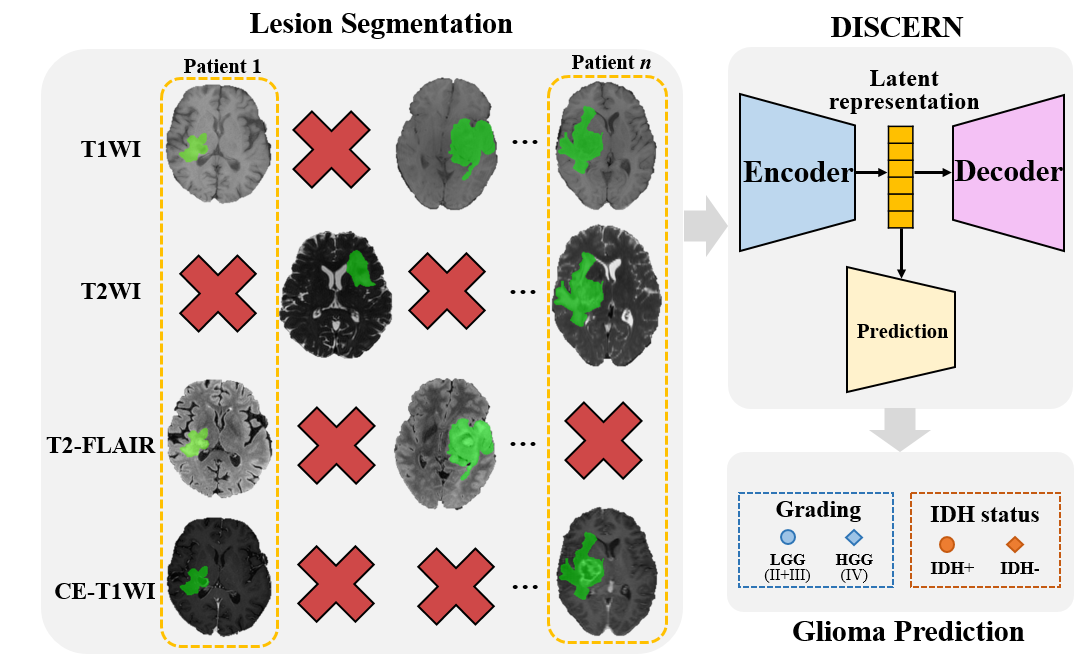 Lesion Segmentation
Patient 1
Patient n
T1WI
...
T2WI
...
T2-FLAIR
...
CE-T1WI
DISCERN
Latent
representation
Encoder
Decoder
Prediction
Grading
LGG
(II+III)
HGG
(IV)
IDH status
IDH+
IDH-
Glioma Prediction